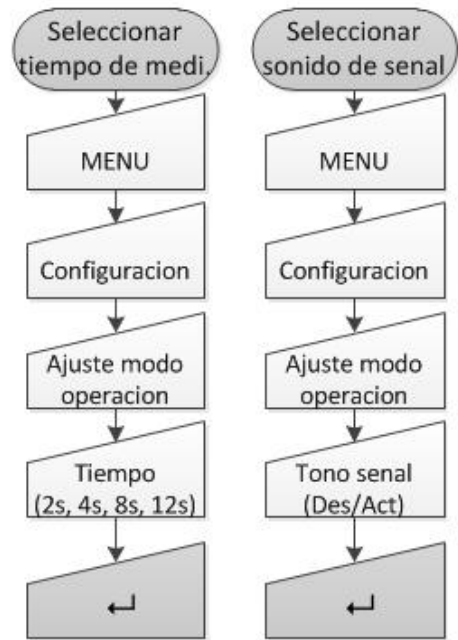 Seleccionar
tiempo de medi.
MENU
Configuracion
Ajuste modo
operacion
Tiempo
(2s, 4s, 8s, 12s)
↵
Seleccionar
sonido de senal
MENU
Configuracion
Ajuste modo
operacion
Tono senal
(Des/Act)
↵